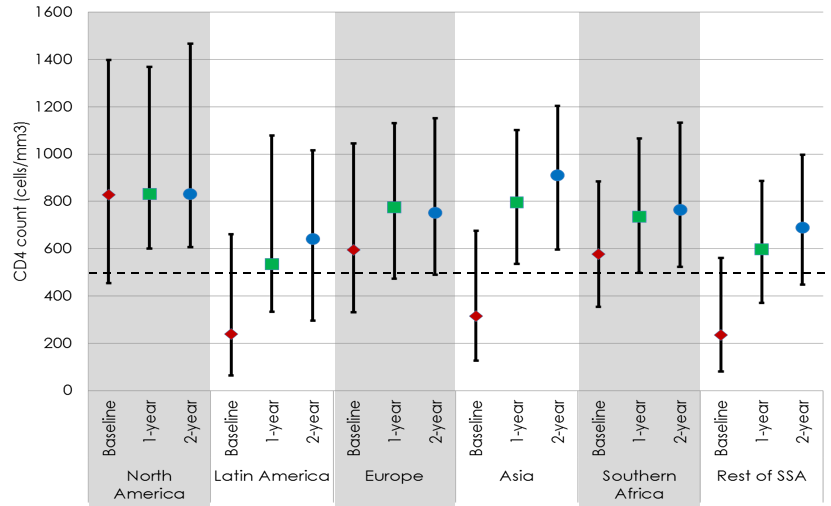 1600
1400
1200
1000
800
600
400
200
0
CD4 count (cells/mm3)
Baseline
1-year
2-year
Baseline
1-year
2-year
Baseline
1-year
2-year
Baseline
1-year
2-year
Baseline
1-year
2-year
Baseline
1-year
2-year
North
America
Latin America
Europe
Asia
Southern
Africa
Rest of SSA